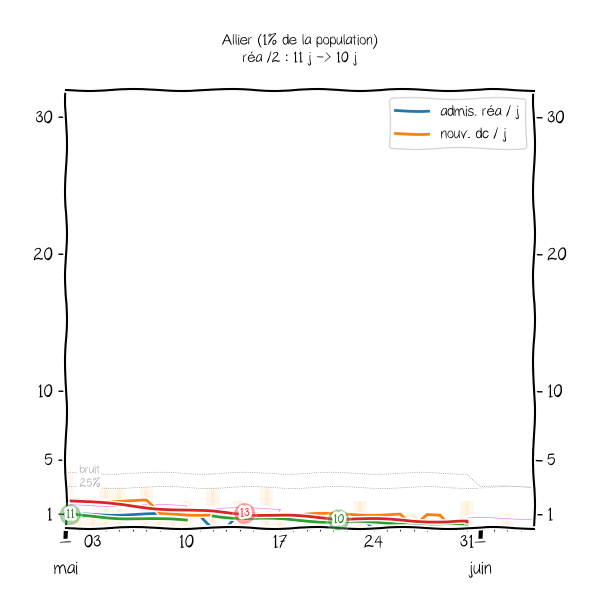 Allier (1% de la population)
réa /2 : 11 j -> 10 j
admis. réa / j
nouv. dc / j
30
30
20
20
10
10
5
5
bruit
25%
1
1
11
13
10
03
10
17
24
31
mai
juin